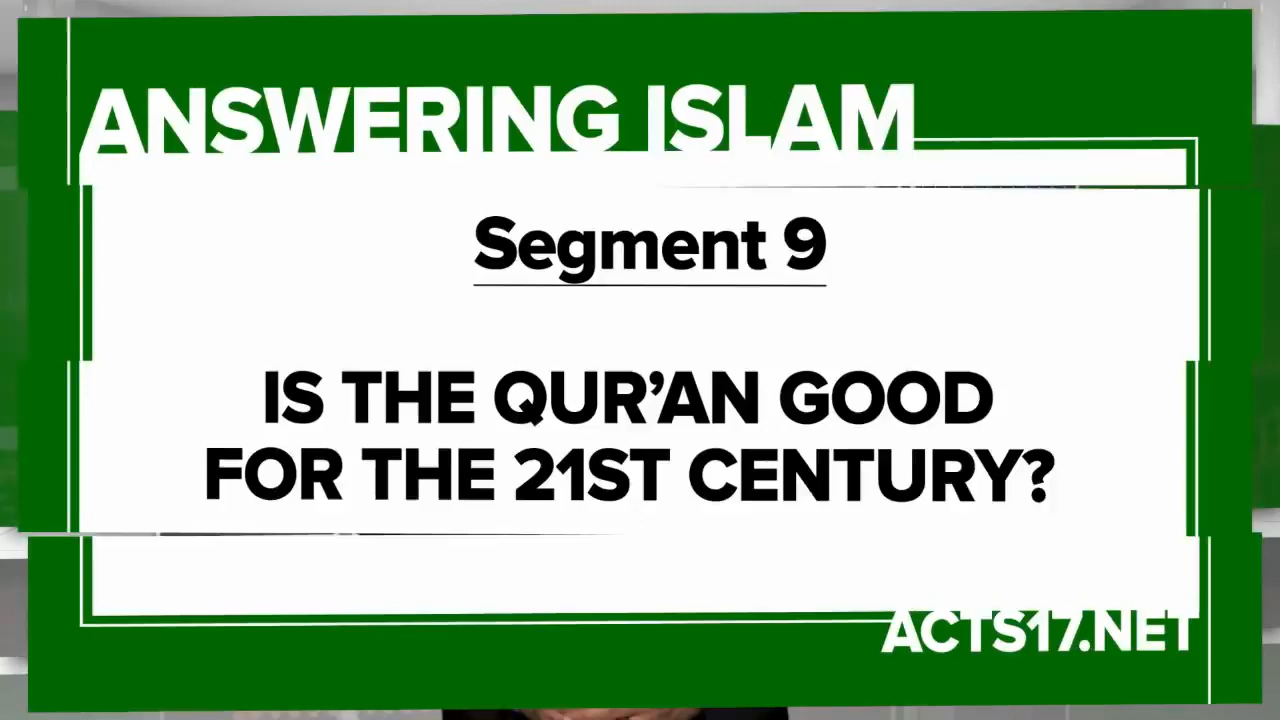 ANSWERING ISLAM
Segment 9
IS THE QUR’AN GOOD
FOR THE 21ST CENTURY?
ACTS17.NET